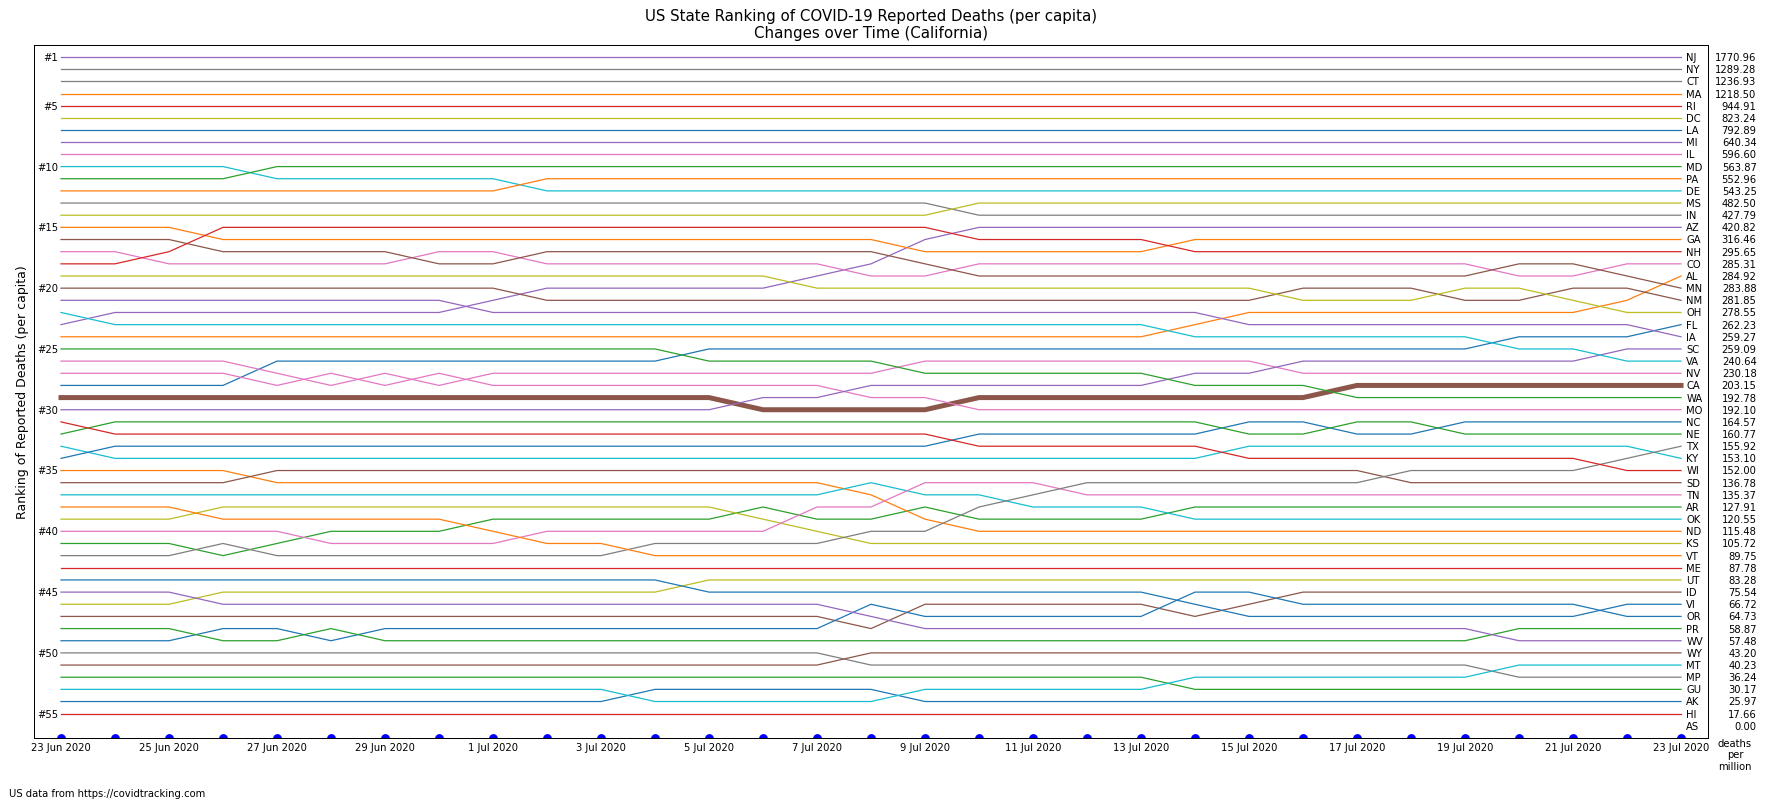 US State Ranking of COVID-19 Reported Deaths (per capita)
Changes over Time (California)
Ranking of Reported Deaths (per capita)
#1
#5
#10
#15
#20
#25
#30
#35
#40
#45
#50
#55
NJ 1770.96
NY 1289.28
CT 1236.93
MA 1218.50
RI 944.91
DC 823.24
LA 792.89
MI 640.34
IL 596.60
MD 563.87
PA 552.96
DE 543.25
MS 482.50
IN 427.79
AZ 420.82
GA 316.46
NH 295.65
CO 285.31
AL 284.92
MN 283.88
NM 281.85
OH 278.55
FL 262.23
IA 259.27
SC 259.09
VA 240.64
NV 230.18
CA 203.15
WA 192.78
MO 192.10
NC 164.57
NE 160.77
TX 155.92
KY 153.10
WI 152.00
SD 136.78
TN 135.37
AR 127.91
OK 120.55
ND 115.48
KS 105.72
VT 89.75
ME 87.78
UT 83.28
ID 75.54
VI 66.72
OR 64.73
PR 58.87
WV 57.48
WY 43.20
MT 40.23
MP 36.24
GU 30.17
AK 25.97
HI 17.66
AS 0.00
23 Jun 2020 25 Jun 2020 27 Jun 2020 29 Jun 2020 1 Jul 2020 3 Jul 2020 5 Jul 2020 7 Jul 2020 9 Jul 2020 11 Jul 2020 13 Jul 2020 15 Jul 2020 17 Jul 2020 19 Jul 2020 21 Jul 2020 23 Jul 2020
deaths
per
million
US data from https://covidtracking.com